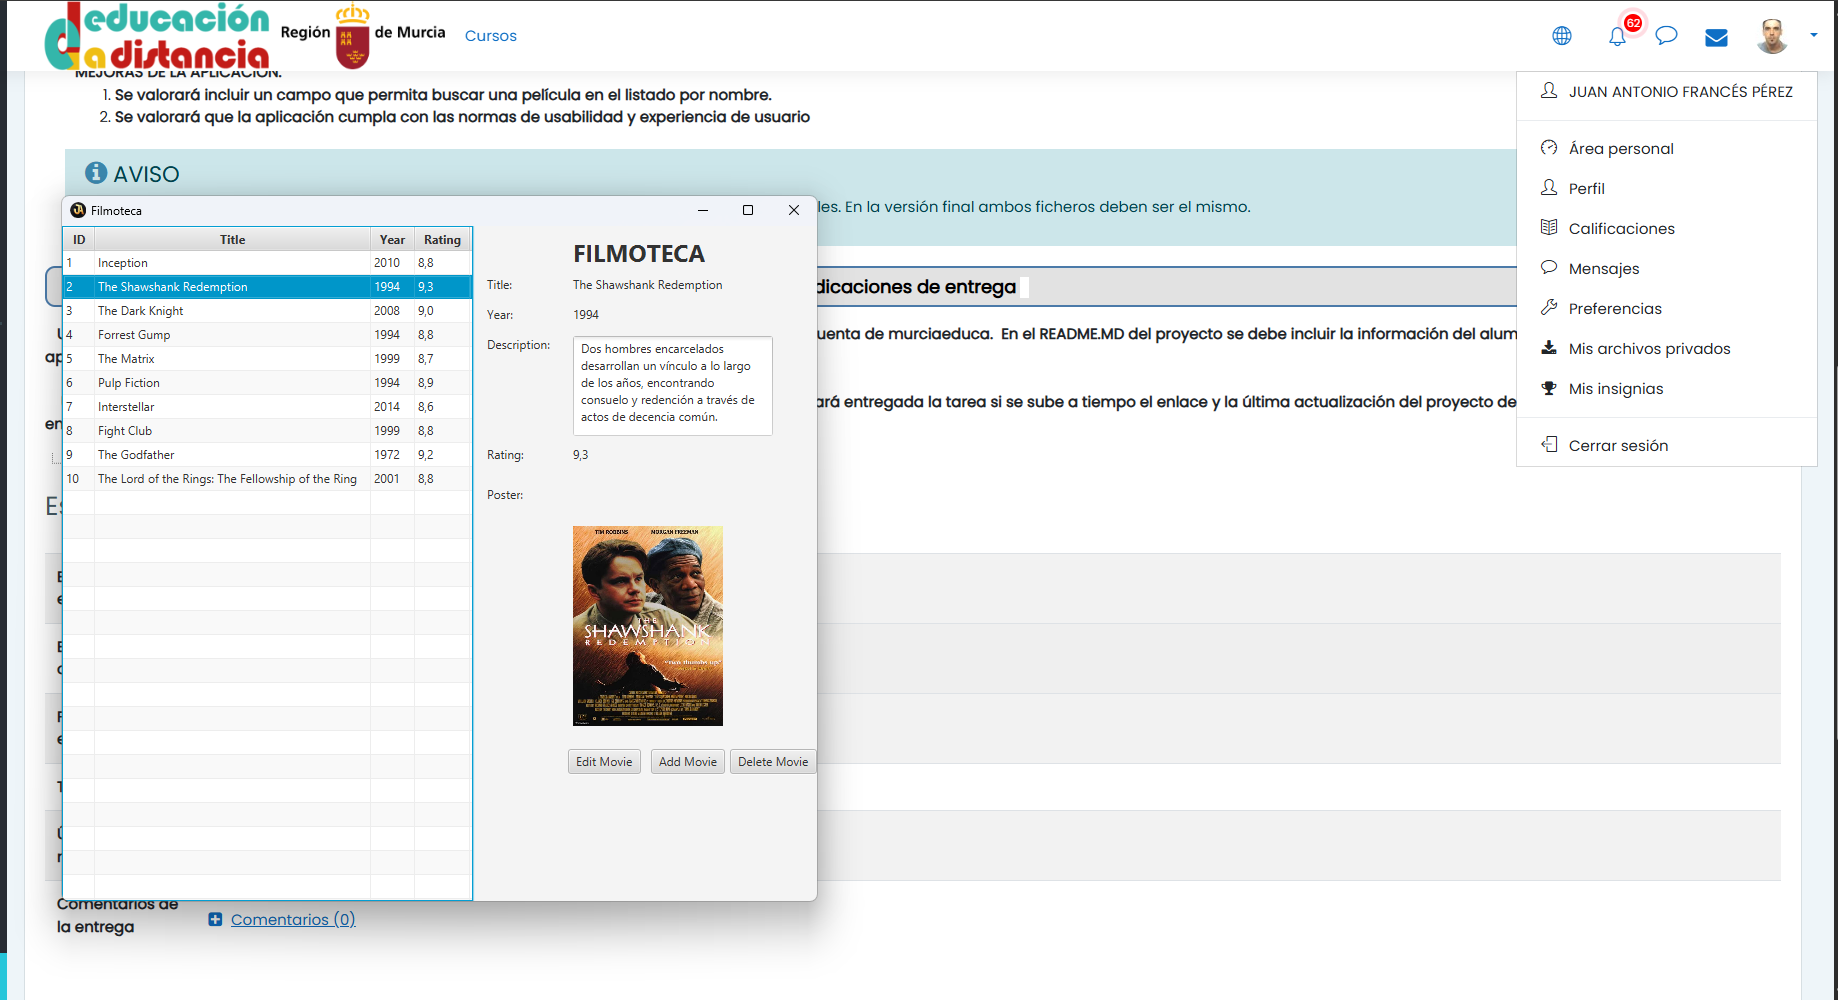 educación
a distancia
Región de Murcia
Cursos
62
MEJORAS DE LA APLICACIÓN.
1. Se valorará incluir un campo que permita buscar una película en el listado por nombre.
2. Se valorará que la aplicación cumpla con las normas de usabilidad y experiencia de usuario
AVISO
les. En la versión final ambos ficheros deben ser el mismo.
dicaciones de entrega
uenta de murciaeduca. En el README.MD del proyecto se debe incluir la información del alum
ap
ará entregada la tarea si se sube a tiempo el enlace y la última actualización del proyecto de
en
JUAN ANTONIO FRANCÉS PÉREZ
Área personal
Perfil
Calificaciones
Mensajes
Preferencias
Mis archivos privados
Mis insignias
Cerrar sesión
Filmoteca
ID Title Year Rating
1 Inception 2010 8,8
2 The Shawshank Redemption 1994 9,3
3 The Dark Knight 2008 9,0
4 Forrest Gump 1994 8,8
5 The Matrix 1999 8,7
6 Pulp Fiction 1994 8,9
7 Interstellar 2014 8,6
8 Fight Club 1999 8,8
9 The Godfather 1972 9,2
10 The Lord of the Rings: The Fellowship of the Ring 2001 8,8
FILMOTECA
Title: The Shawshank Redemption
Year: 1994
Description:
Dos hombres encarcelados
desarrollan un vínculo a lo largo
de los años, encontrando
consuelo y redención a través de
actos de decencia común.
Rating: 9,3
Poster:
TIM ROBBINS MORGAN FREEMAN
THE
SHAWSHANK
REDEMPTION
Edit Movie
Add Movie
Delete Movie
Comentarios de
la entrega
Comentarios (0)